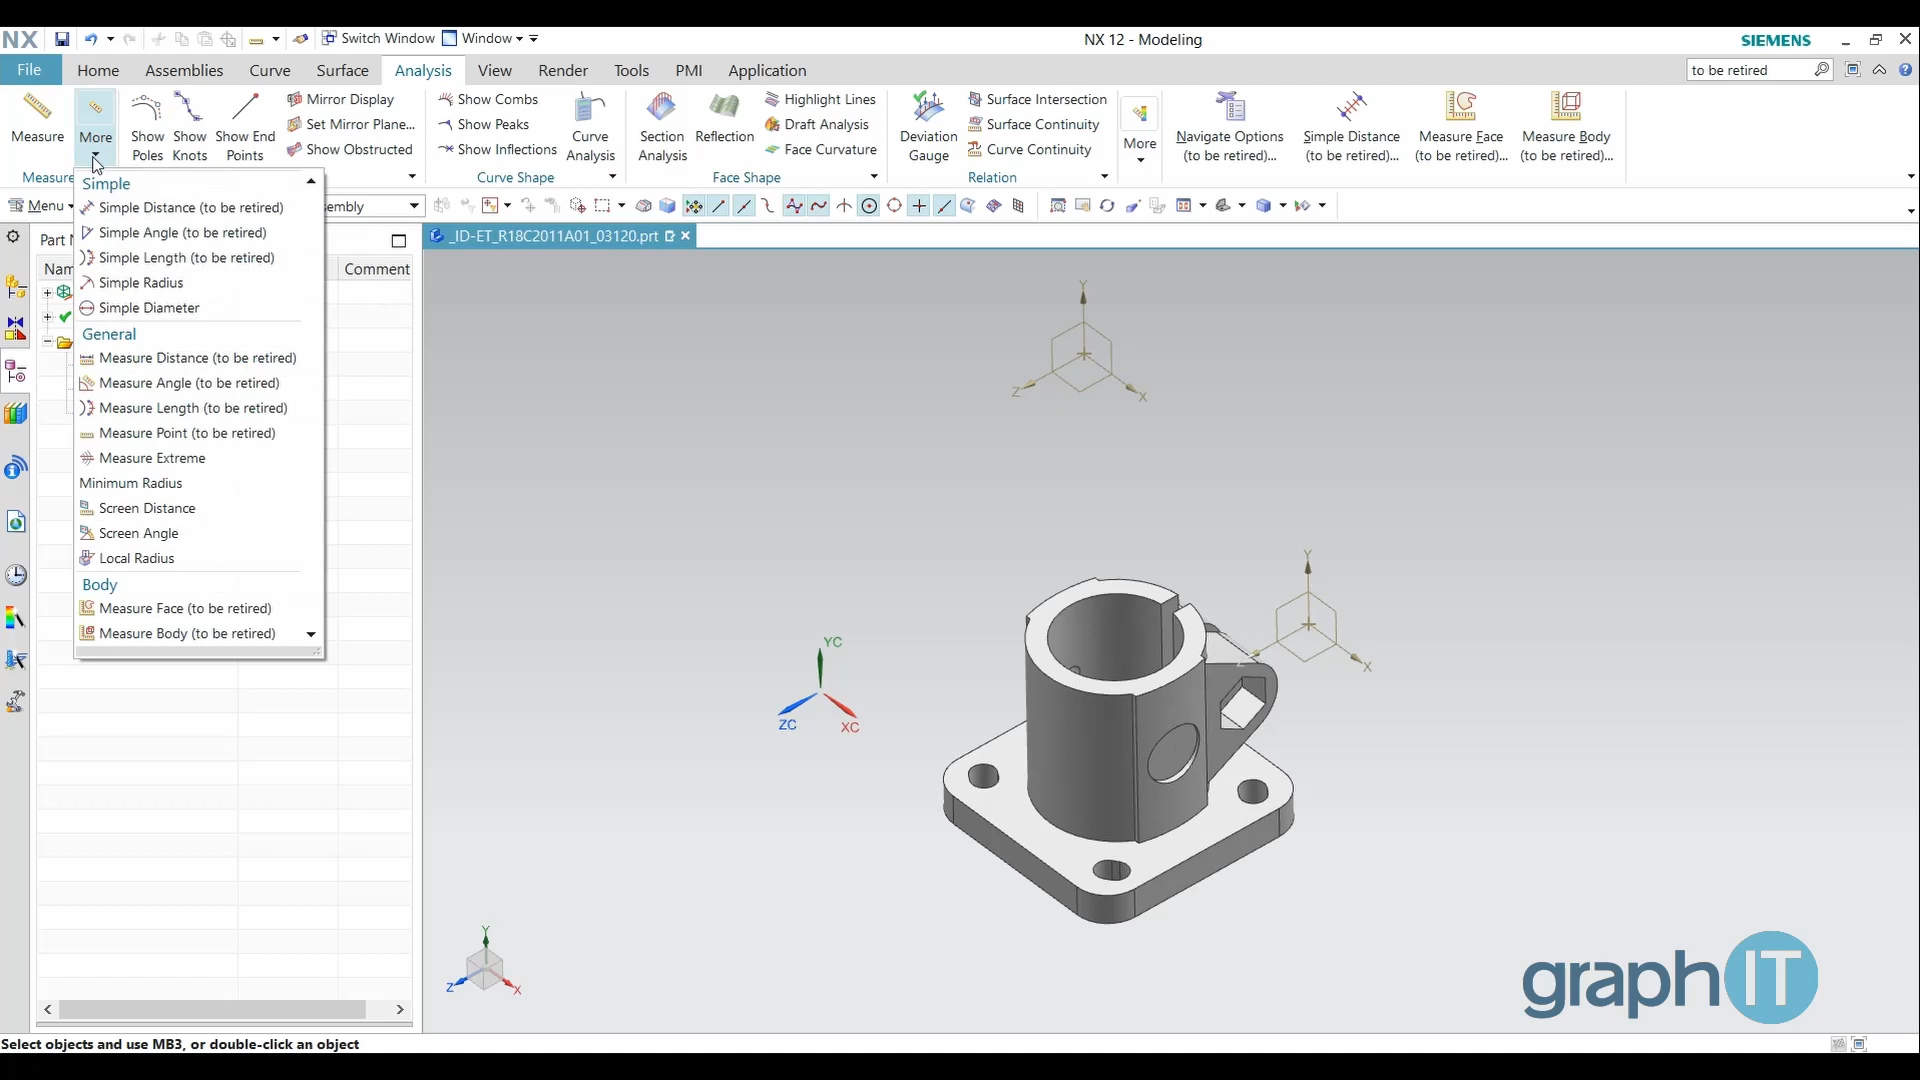 NX
Switch Window
Window
NX 12 - Modeling
SIEMENS
File
Home
Assemblies
Curve
Surface
Analysis
View
Render
Tools
PMI
Application
to be retired
Measure
More
Show
Poles
Show
Knots
Show End
Points
Mirror Display
Set Mirror Plane...
Show Obstructed
Show Combs
Show Peaks
Show Inflections
Curve
Analysis
Section
Analysis
Reflection
Highlight Lines
Draft Analysis
Face Curvature
Deviation
Gauge
Surface Intersection
Surface Continuity
Curve Continuity
More
Navigate Options
(to be retired)...
Simple Distance
(to be retired)...
Measure Face
(to be retired)...
Measure Body
(to be retired)...
Measure
Curve Shape
Face Shape
Relation
Menu
Part
Comment
_ID-ET_R18C2011A01_03120.prt
Simple
Simple Distance (to be retired)
Simple Angle (to be retired)
Simple Length (to be retired)
Simple Radius
Simple Diameter
General
Measure Distance (to be retired)
Measure Angle (to be retired)
Measure Length (to be retired)
Measure Point (to be retired)
Measure Extreme
Minimum Radius
Screen Distance
Screen Angle
Local Radius
Body
Measure Face (to be retired)
Measure Body (to be retired)
Y
Z
X
Y
Z
X
YC
ZC
XC
Y
Z
X
graphIT
Select objects and use MB3, or double-click an object